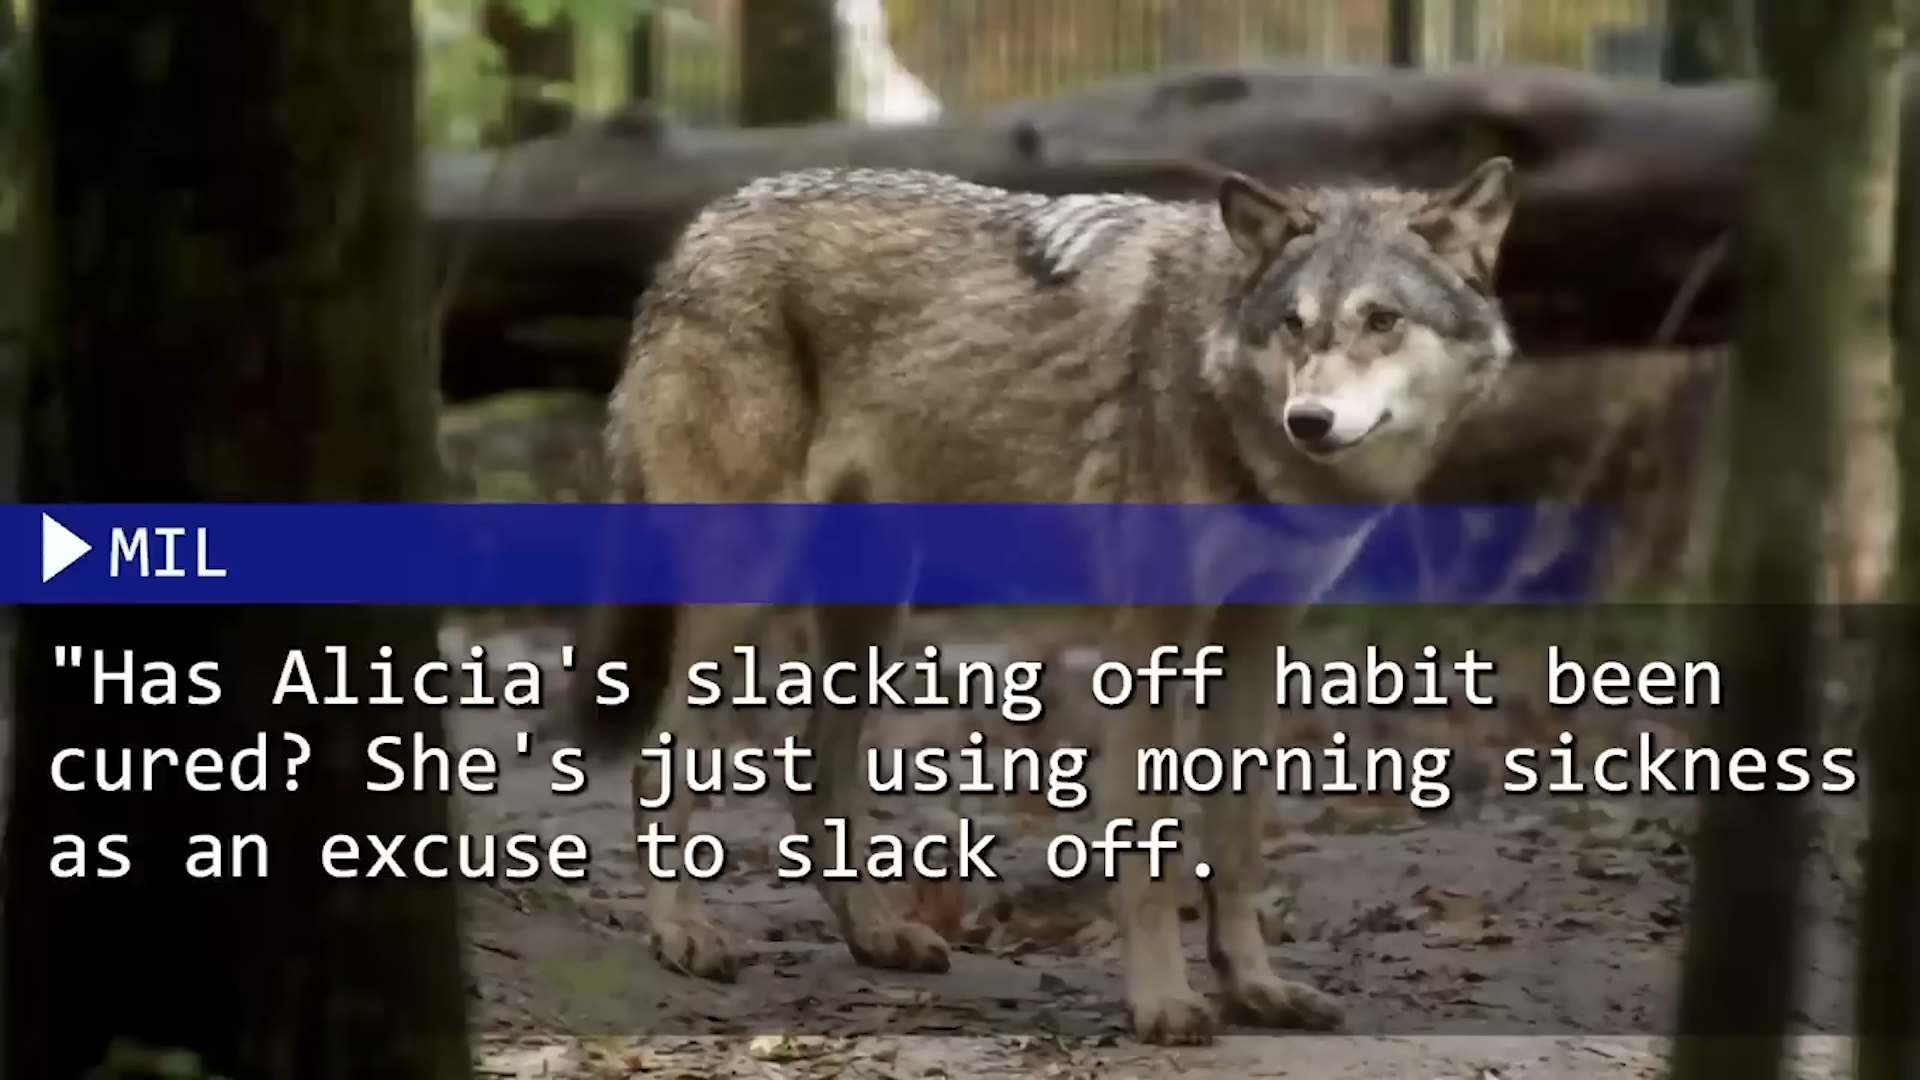 MIL
"Has Alicia's slacking off habit been
cured? She's just using morning sickness
as an excuse to slack off.